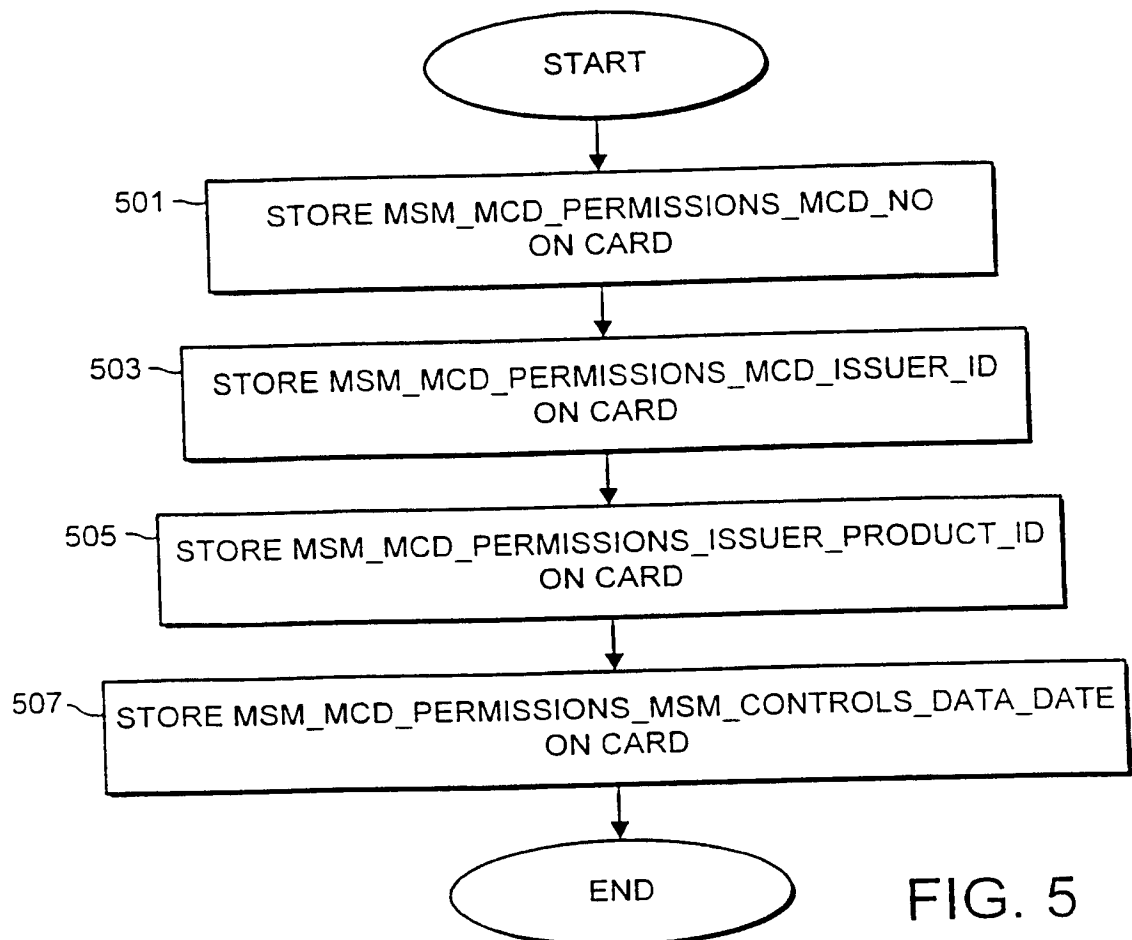 START
501
STORE MSM_MCD_PERMISSIONS_MCD_NO
ON CARD
503
STORE MSM_MCD_PERMISSIONS_MCD_ISSUER_ID
ON CARD
505
STORE MSM_MCD_PERMISSIONS_ISSUER_PRODUCT_ID
ON CARD
507
STORE MSM_MCD_PERMISSIONS_MSM_CONTROLS_DATA_DATE
ON CARD
END
FIG. 5